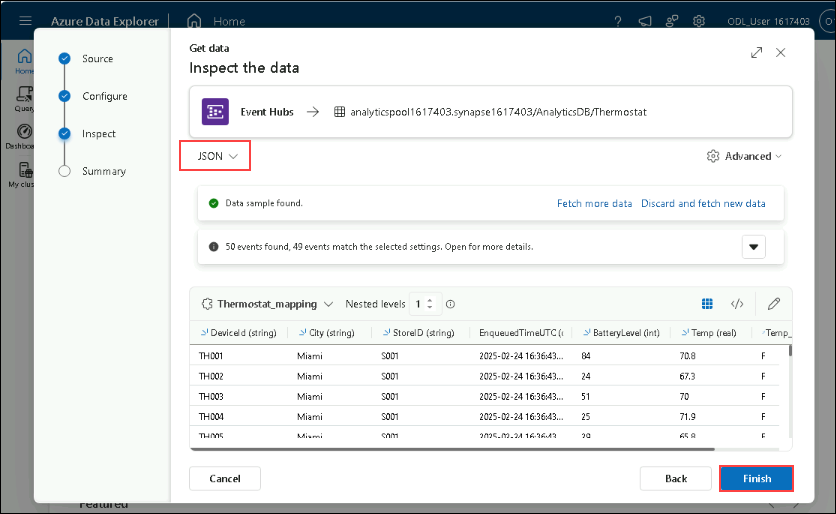 Azure Data Explorer
Home
?
ODL_User 1617403
Home
Query
My clus
Source
Configure
Inspect
Summary
Get data
Inspect the data
Event Hubs → analyticspool1617403.synapse1617403/AnalyticsDB/Thermostat
JSON
Advanced
Data sample found.
Fetch more data
Discard and fetch new data
50 events found, 49 events match the selected settings. Open for more details.
Thermostat_mapping
Nested levels 1
</>
DeviceId (string) City (string) StoreID (string) EnqueuedTimeUTC (d BatteryLevel (int) Temp (real) Temp_
TH001 Miami S001 2025-02-24 16:36:43... 84 70.8 F
TH002 Miami S001 2025-02-24 16:36:43... 24 67.3 F
TH003 Miami S001 2025-02-24 16:36:43... 51 70 F
TH004 Miami S001 2025-02-24 16:36:43... 25 71.9 F
TH005 Miami S001 2025-02-24 16:36:43... 29 65.8 F
Cancel
Back
Finish
Featured